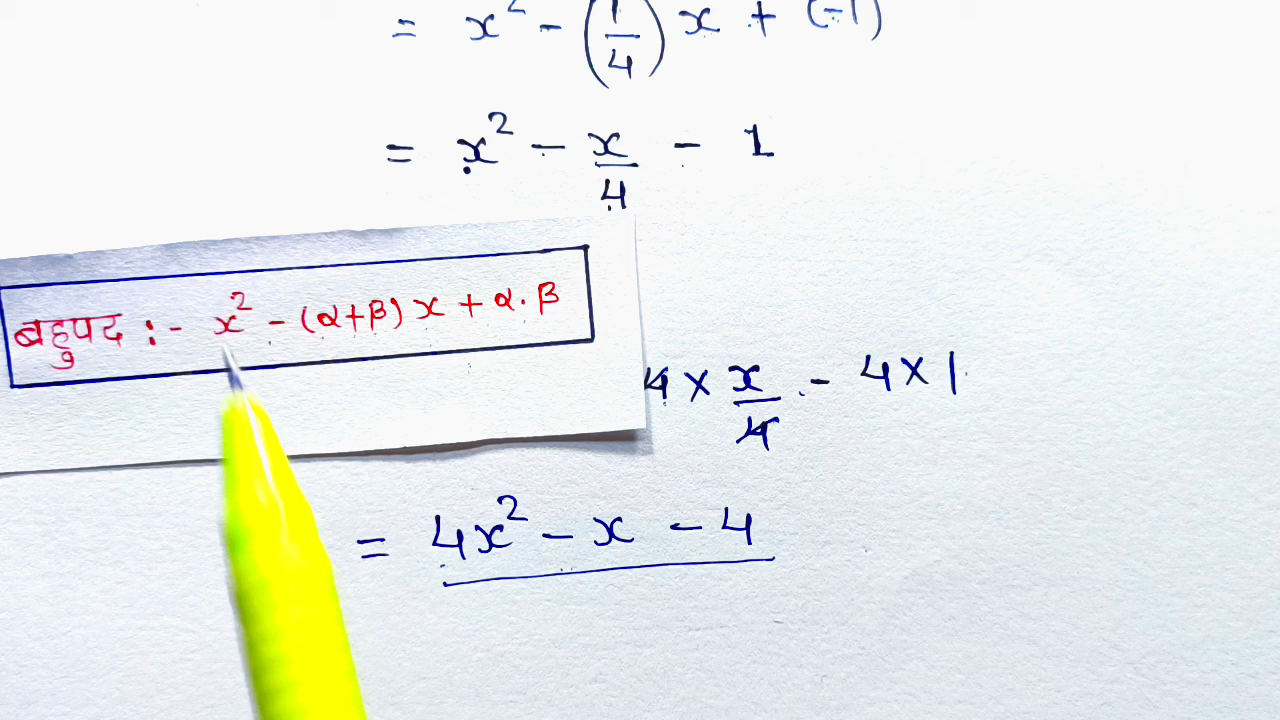 = x² - (1/4) x + (-1)
= x² - x/4 - 1
बहुपद :- x² - (α+β) x + α.β
4 × x/4 - 4 × 1
= 4x² - x - 4